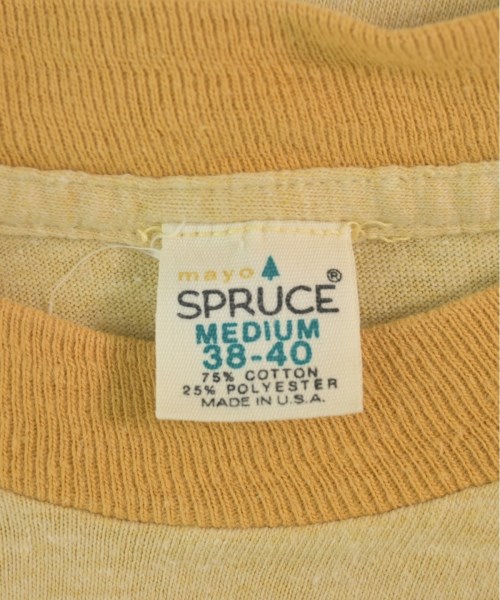 mayo
SPRUCE ®
MEDIUM
38-40
75% COTTON
25% POLYESTER
MADE IN U.S.A.